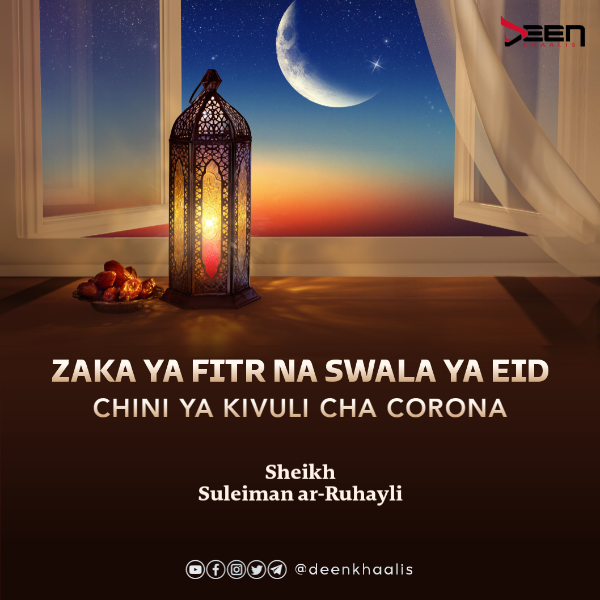 DEEN
KHAALIS
ZAKA YA FITR NA SWALA YA EID
CHINI YA KIVULI CHA CORONA
Sheikh
Suleiman ar-Ruhayli
@deenkhaalis